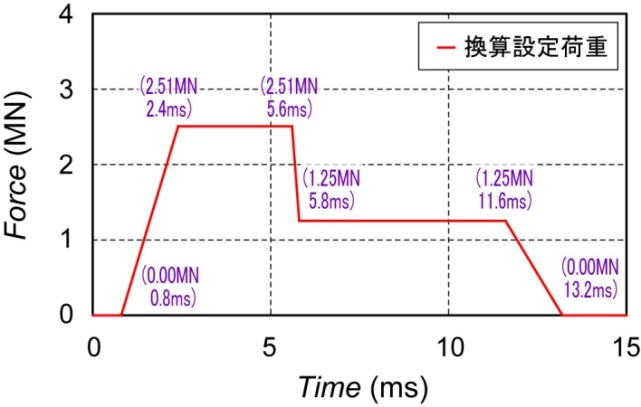 4
換算設定荷重
3
(2.51MN
2.4ms)
(2.51MN
5.6ms)
Force (MN)
2
(1.25MN
5.8ms)
(1.25MN
11.6ms)
1
(0.00MN
0.8ms)
(0.00MN
13.2ms)
0
0
5
10
15
Time (ms)